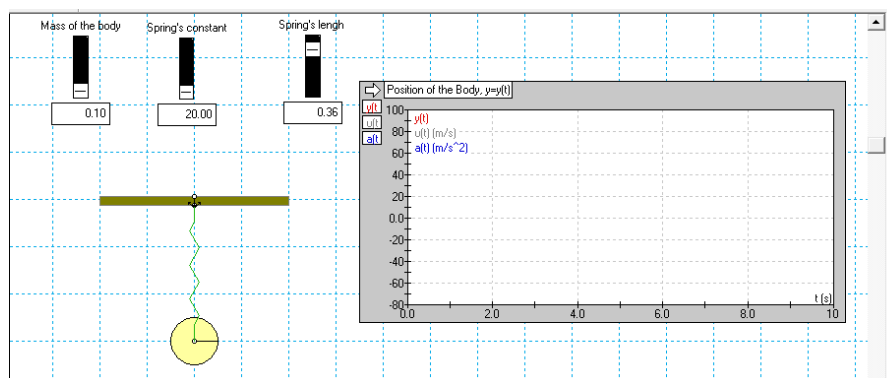 Mass of the body
Spring's constant
Spring's lengh
0.10
20.00
0.36
Position of the Body, y=y(t)
y(t
u(t
a(t
y(t)
u(t) (m/s)
a(t) (m/s^2)
100
80
60
40
20
0.0
-20
-40
-60
-80
t (s)
0.0 2.0 4.0 6.0 8.0 10